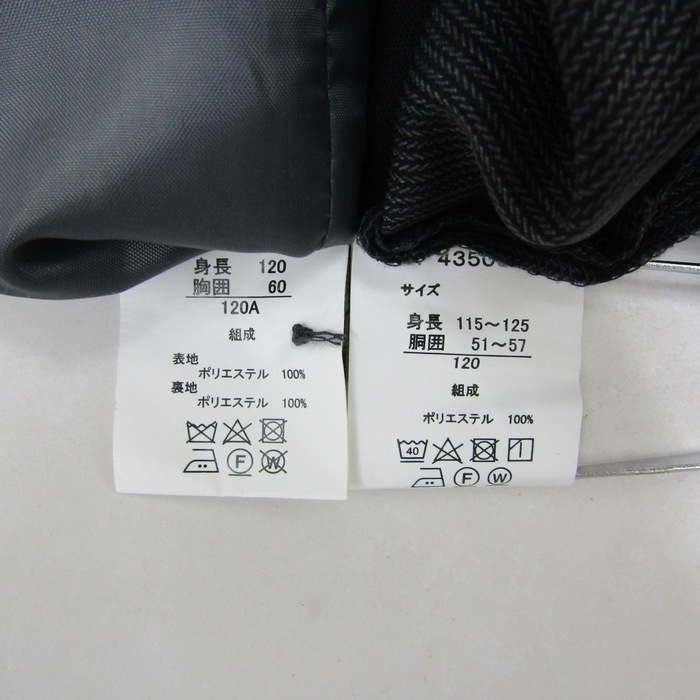 身長 120
胸囲 60
120A
組成
表地
ポリエステル 100%
裏地
ポリエステル 100%
F
W
4350
サイズ
身長 115～125
胴囲 51～57
120
組成
ポリエステル 100%
40
F W